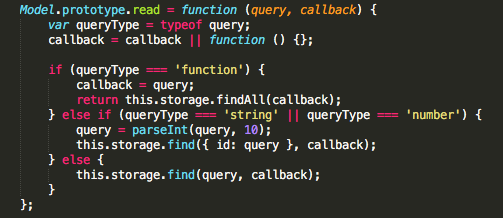 Model.prototype.read = function (query, callback) {
    var queryType = typeof query;
    callback = callback || function () {};

    if (queryType === 'function') {
        callback = query;
        return this.storage.findAll(callback);
    } else if (queryType === 'string' || queryType === 'number') {
        query = parseInt(query, 10);
        this.storage.find({ id: query }, callback);
    } else {
        this.storage.find(query, callback);
    }
};